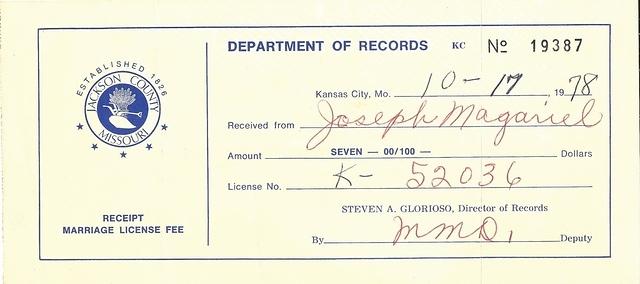 DEPARTMENT OF RECORDS KC Nº 19387
ESTABLISHED 1826
JACKSON COUNTY
MISSOURI
Kansas City, Mo. 10-17, 1978
Received from Joseph Magariel
Amount SEVEN — 00/100 — Dollars
License No. K- 52036
STEVEN A. GLORIOSO, Director of Records
RECEIPT
MARRIAGE LICENSE FEE
By MMD, Deputy